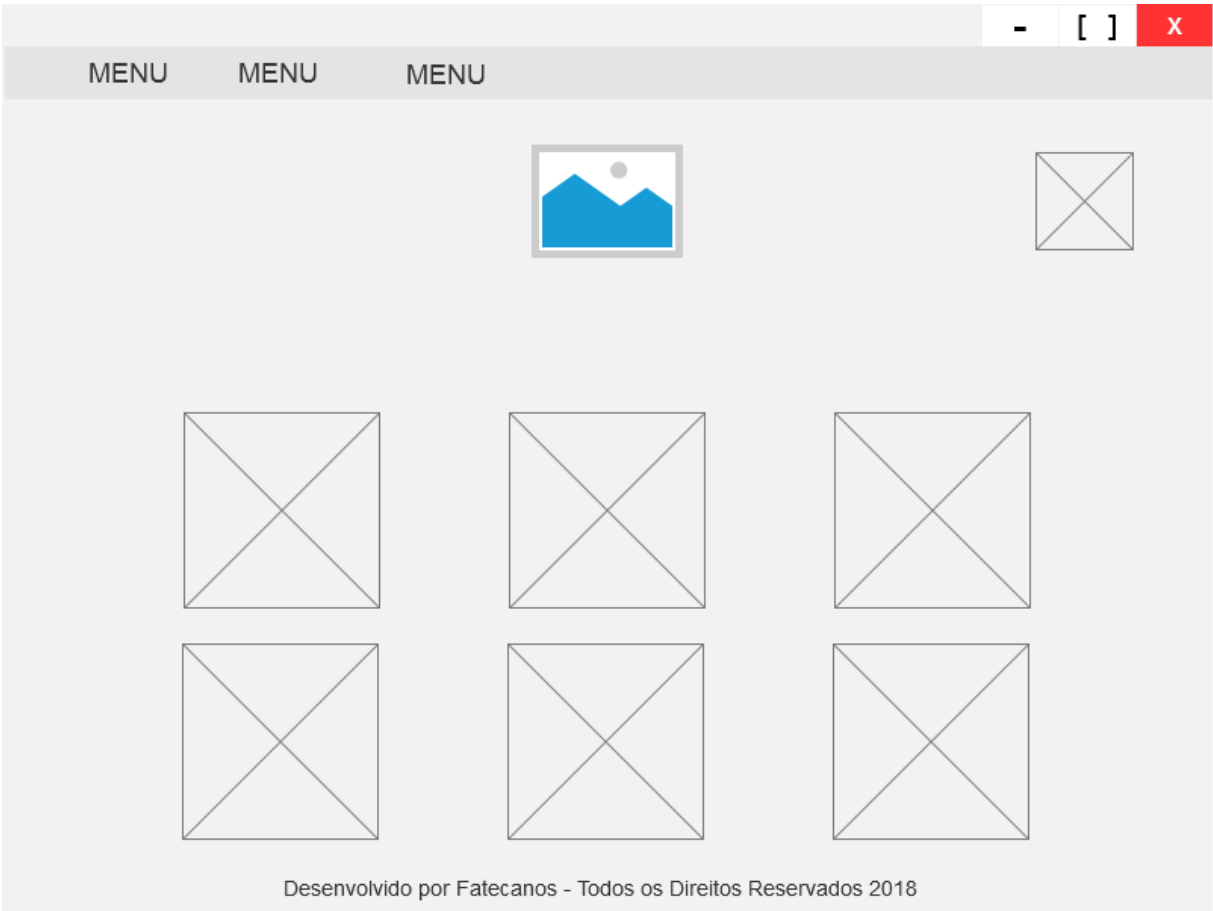 - [ ] X
MENU MENU MENU
Desenvolvido por Fatecanos - Todos os Direitos Reservados 2018